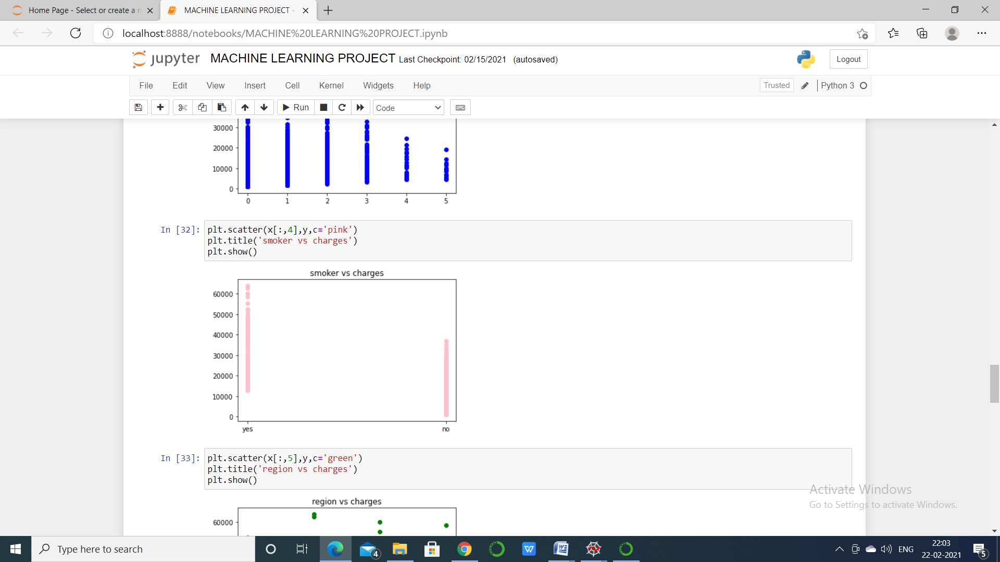 Home Page - Select or create a n
MACHINE LEARNING PROJECT -
localhost:8888/notebooks/MACHINE%20LEARNING%20PROJECT.ipynb
jupyter MACHINE LEARNING PROJECT Last Checkpoint: 02/15/2021 (autosaved)
Logout
File Edit View Insert Cell Kernel Widgets Help
Trusted
Python 3
Run
Code
30000
20000
10000
0
0 1 2 3 4 5
In [32]: plt.scatter(x[:,4],y,c='pink')
plt.title('smoker vs charges')
plt.show()
smoker vs charges
60000
50000
40000
30000
20000
10000
0
yes no
In [33]: plt.scatter(x[:,5],y,c='green')
plt.title('region vs charges')
plt.show()
region vs charges
60000
Activate Windows
Go to Settings to activate Windows.
Type here to search
4
W
W
ENG
22:03
22-02-2021
5